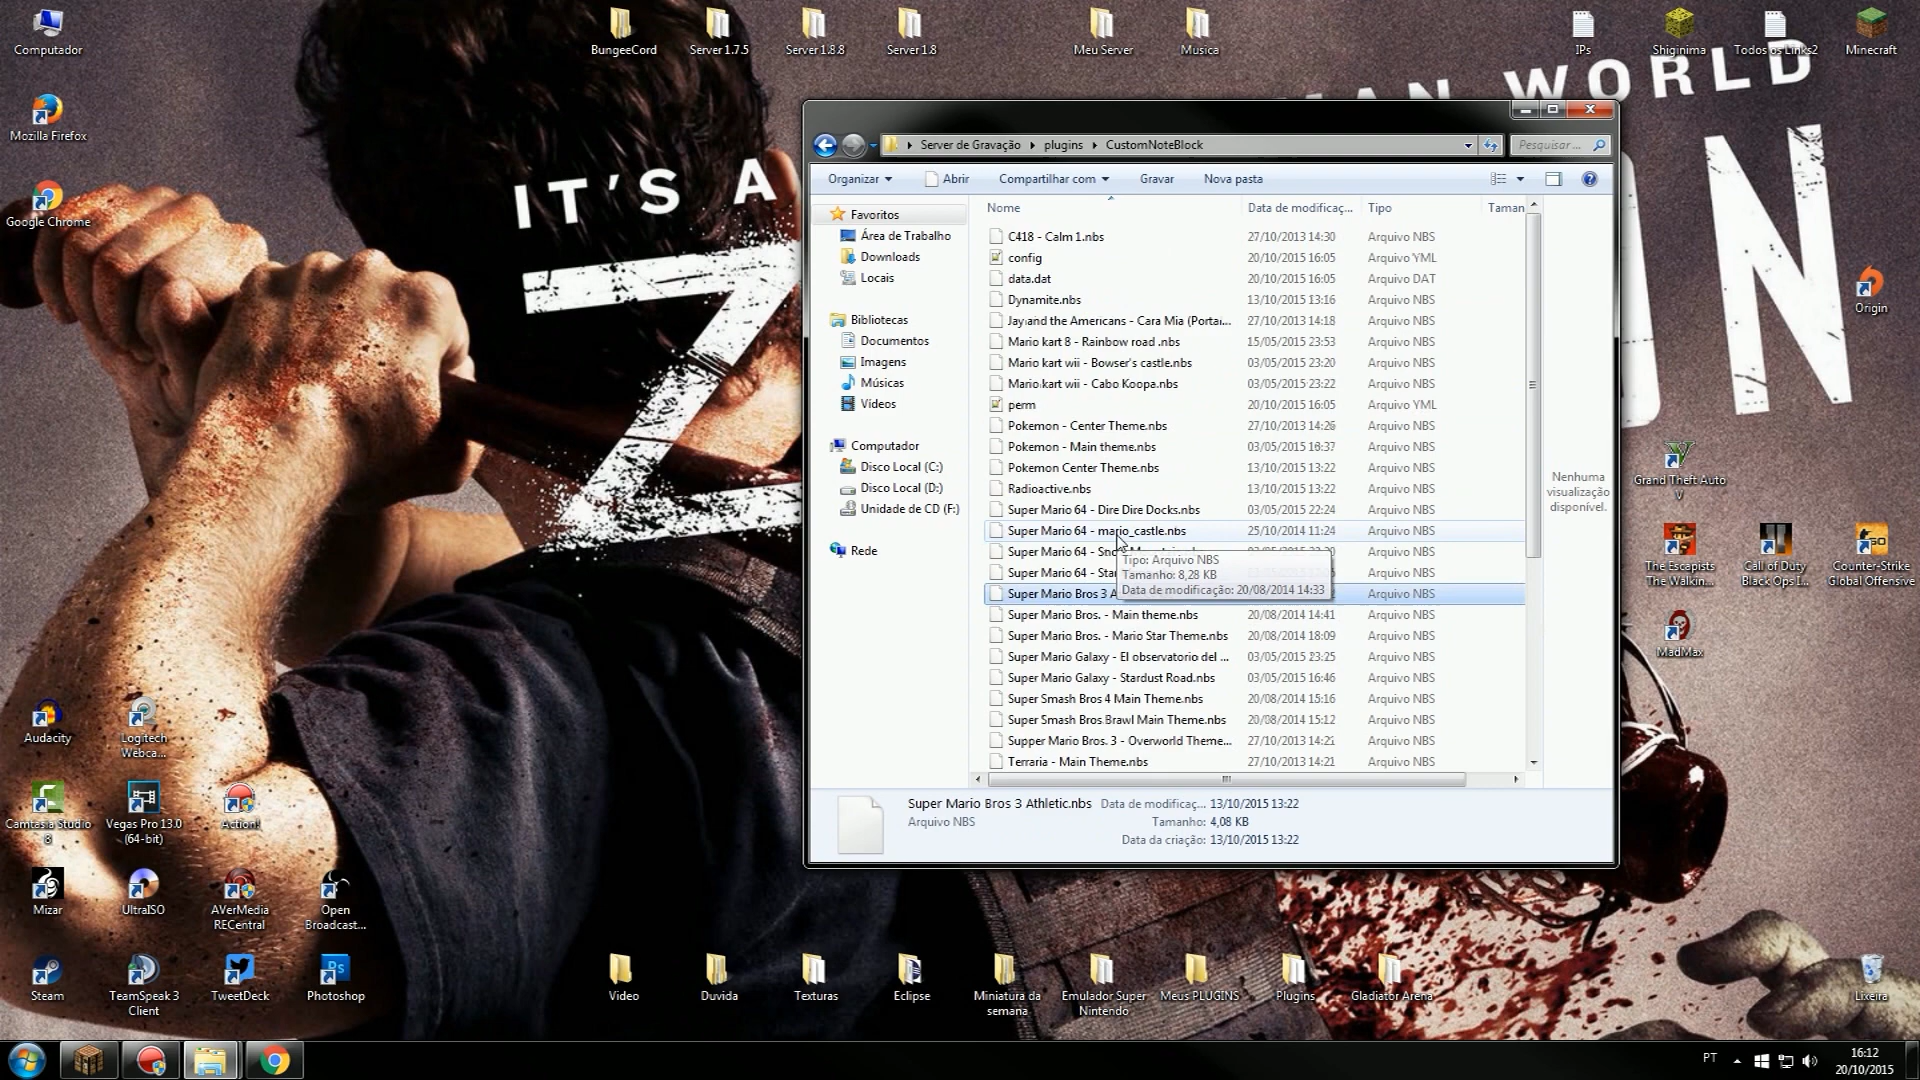 Computador
BungeeCord
Server 1.7.5
Server 1.8.8
Server 1.8
Meu Server
Musica
IPs
Shiginima
Todos os Links2
Minecraft
Mozilla Firefox
Google Chrome
IT'S A
MAN WORLD
Server de Gravação
plugins
CustomNoteBlock
Pesquisar ...
Organizar
Abrir
Compartilhar com
Gravar
Nova pasta
Favoritos
Área de Trabalho
Downloads
Locais
Bibliotecas
Documentos
Imagens
Músicas
Vídeos
Computador
Disco Local (C:)
Disco Local (D:)
Unidade de CD (F:)
Rede
Nome Data de modificaç... Tipo Taman
C418 - Calm 1.nbs 27/10/2013 14:30 Arquivo NBS
config 20/10/2015 16:05 Arquivo YML
data.dat 20/10/2015 16:05 Arquivo DAT
Dynamite.nbs 13/10/2015 13:16 Arquivo NBS
Jay and the Americans - Cara Mia (Portal... 27/10/2013 14:18 Arquivo NBS
Mario kart 8 - Rainbow road .nbs 15/05/2015 23:53 Arquivo NBS
Mario kart wii - Bowser's castle.nbs 03/05/2015 23:20 Arquivo NBS
Mario kart wii - Cabo Koopa.nbs 03/05/2015 23:22 Arquivo NBS
perm 20/10/2015 16:05 Arquivo YML
Pokemon - Center Theme.nbs 27/10/2013 14:26 Arquivo NBS
Pokemon - Main theme.nbs 03/05/2015 16:37 Arquivo NBS
Pokemon Center Theme.nbs 13/10/2015 13:22 Arquivo NBS
Radioactive.nbs 13/10/2015 13:22 Arquivo NBS
Super Mario 64 - Dire Dire Docks.nbs 03/05/2015 22:24 Arquivo NBS
Super Mario 64 - mario_castle.nbs 25/10/2014 11:24 Arquivo NBS
Super Mario 64 - Arquivo NBS
Super Mario 64 - Arquivo NBS
Super Mario Bros 3 A Arquivo NBS
Tipo: Arquivo NBS
Tamanho: 8,28 KB
Data de modificação: 20/08/2014 14:33
Super Mario Bros. - Main theme.nbs 20/08/2014 14:41 Arquivo NBS
Super Mario Bros. - Mario Star Theme.nbs 20/08/2014 18:09 Arquivo NBS
Super Mario Galaxy - El observatorio del ... 03/05/2015 23:25 Arquivo NBS
Super Mario Galaxy - Stardust Road.nbs 03/05/2015 16:46 Arquivo NBS
Super Smash Bros 4 Main Theme.nbs 20/08/2014 15:16 Arquivo NBS
Super Smash Bros Brawl Main Theme.nbs 20/08/2014 15:12 Arquivo NBS
Supper Mario Bros. 3 - Overworld Theme... 27/10/2013 14:21 Arquivo NBS
Terraria - Main Theme.nbs 27/10/2013 14:21 Arquivo NBS
Nenhuma
visualização
disponível.
Super Mario Bros 3 Athletic.nbs Data de modificaç... 13/10/2015 13:22
Arquivo NBS Tamanho: 4,08 KB
Data da criação: 13/10/2015 13:22
Origin
Grand Theft Auto
V
The Escapists
The Walkin...
Call of Duty
Black Ops I...
Counter-Strike
Global Offensive
MadMax
Audacity
Logitech
Webca...
Camtasia Studio
8
Vegas Pro 13.0
(64-bit)
Action!
Mizar
UltraISO
AVerMedia
RECentral
Open
Broadcast...
Steam
TeamSpeak 3
Client
TweetDeck
Photoshop
Video
Duvida
Texturas
Eclipse
Miniatura da
semana
Emulador Super
Nintendo
Meus PLUGINS
Plugins
Gladiator Arena
Lixeira
PT
16:12
20/10/2015